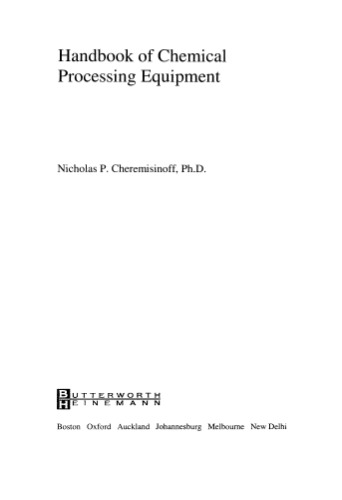 Handbook of Chemical
Processing Equipment
Nicholas P. Cheremisinoff, Ph.D.
BUTTERWORTH
HEINEMANN
Boston Oxford Auckland Johannesburg Melbourne New Delhi